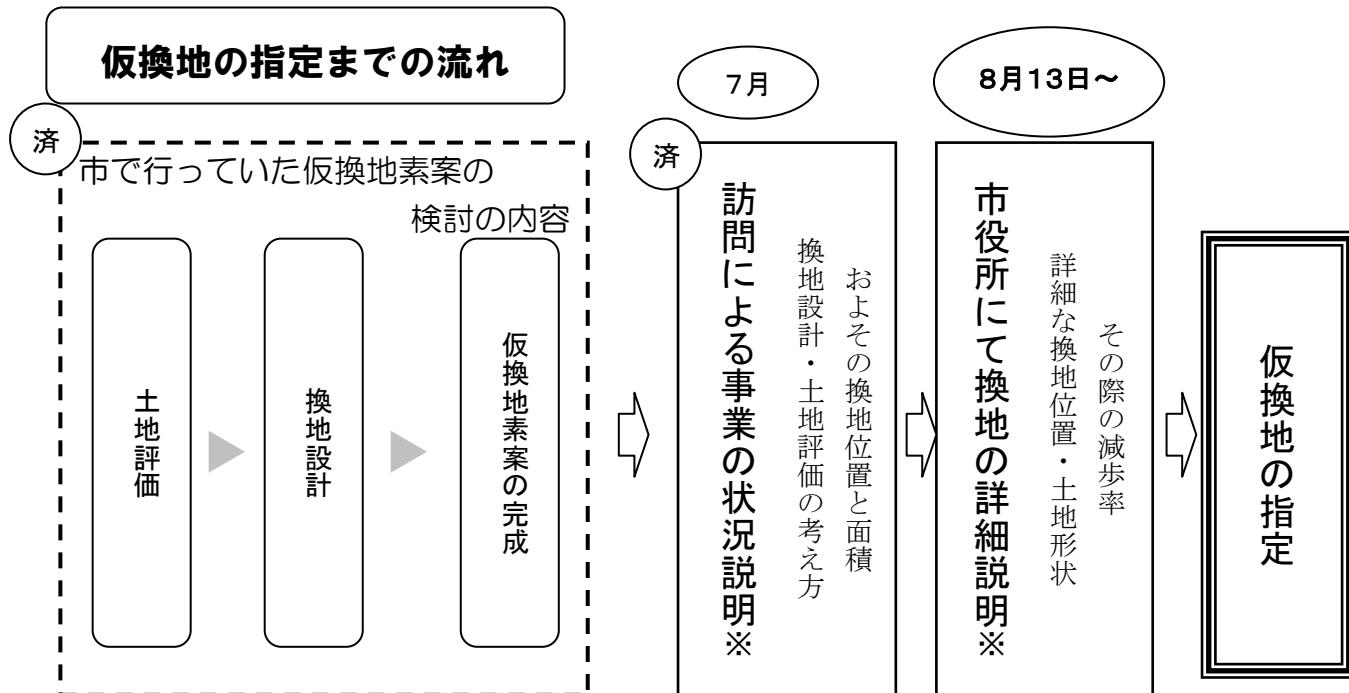 仮換地の指定までの流れ
済
市で行っていた仮換地素案の
検討の内容
土地評価
換地設計
仮換地素案の完成
7月
済
訪問による事業の状況説明※
およその換地位置と面積
換地設計・土地評価の考え方
8月13日~
市役所にて換地の詳細説明※
その際の減歩率
詳細な換地位置・土地形状
仮換地の指定